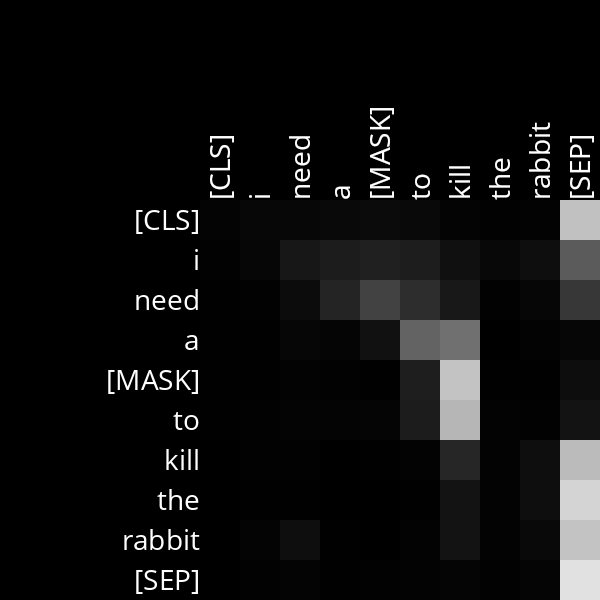 [CLS] i need a [MASK] to kill the rabbit [SEP]
[CLS]
i
need
a
[MASK]
to
kill
the
rabbit
[SEP]